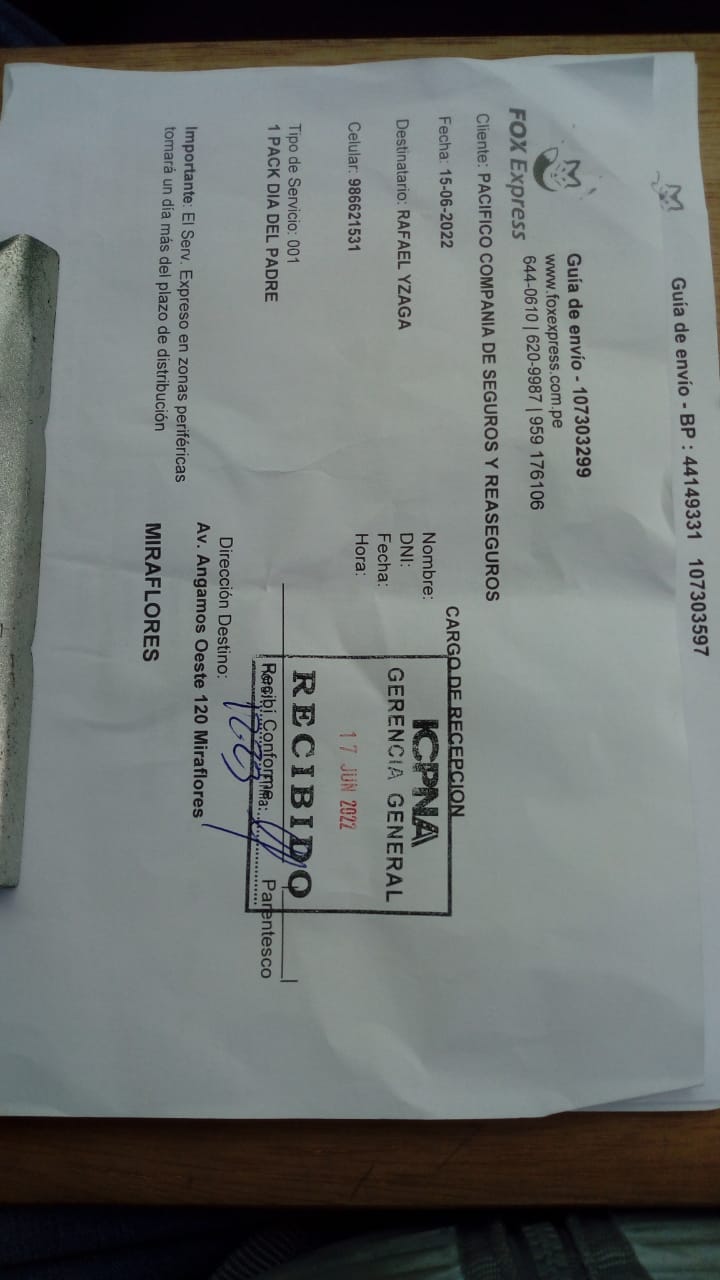 Guía de envío - BP : 44149331 107303597
Guía de envío - 107303299
www.foxexpress.com.pe
644-0610 | 620-9987 | 959 176106
FOX Express
Cliente: PACIFICO COMPANIA DE SEGUROS Y REASEGUROS
Fecha: 15-06-2022
Destinatario: RAFAEL YZAGA
Celular: 986621531
Tipo de Servicio: 001
1 PACK DIA DEL PADRE
Importante: El Serv. Expreso en zonas periféricas
tomará un día más del plazo de distribución
CARGO DE RECEPCION
Nombre:
DNI:
Fecha:
Hora:
ICPNA
GERENCIA GENERAL
17 JUN 2022
RECIBIDO
Recibí Conforme Parentesco
Dirección Destino:
Av. Angamos Oeste 120 Miraflores
MIRAFLORES